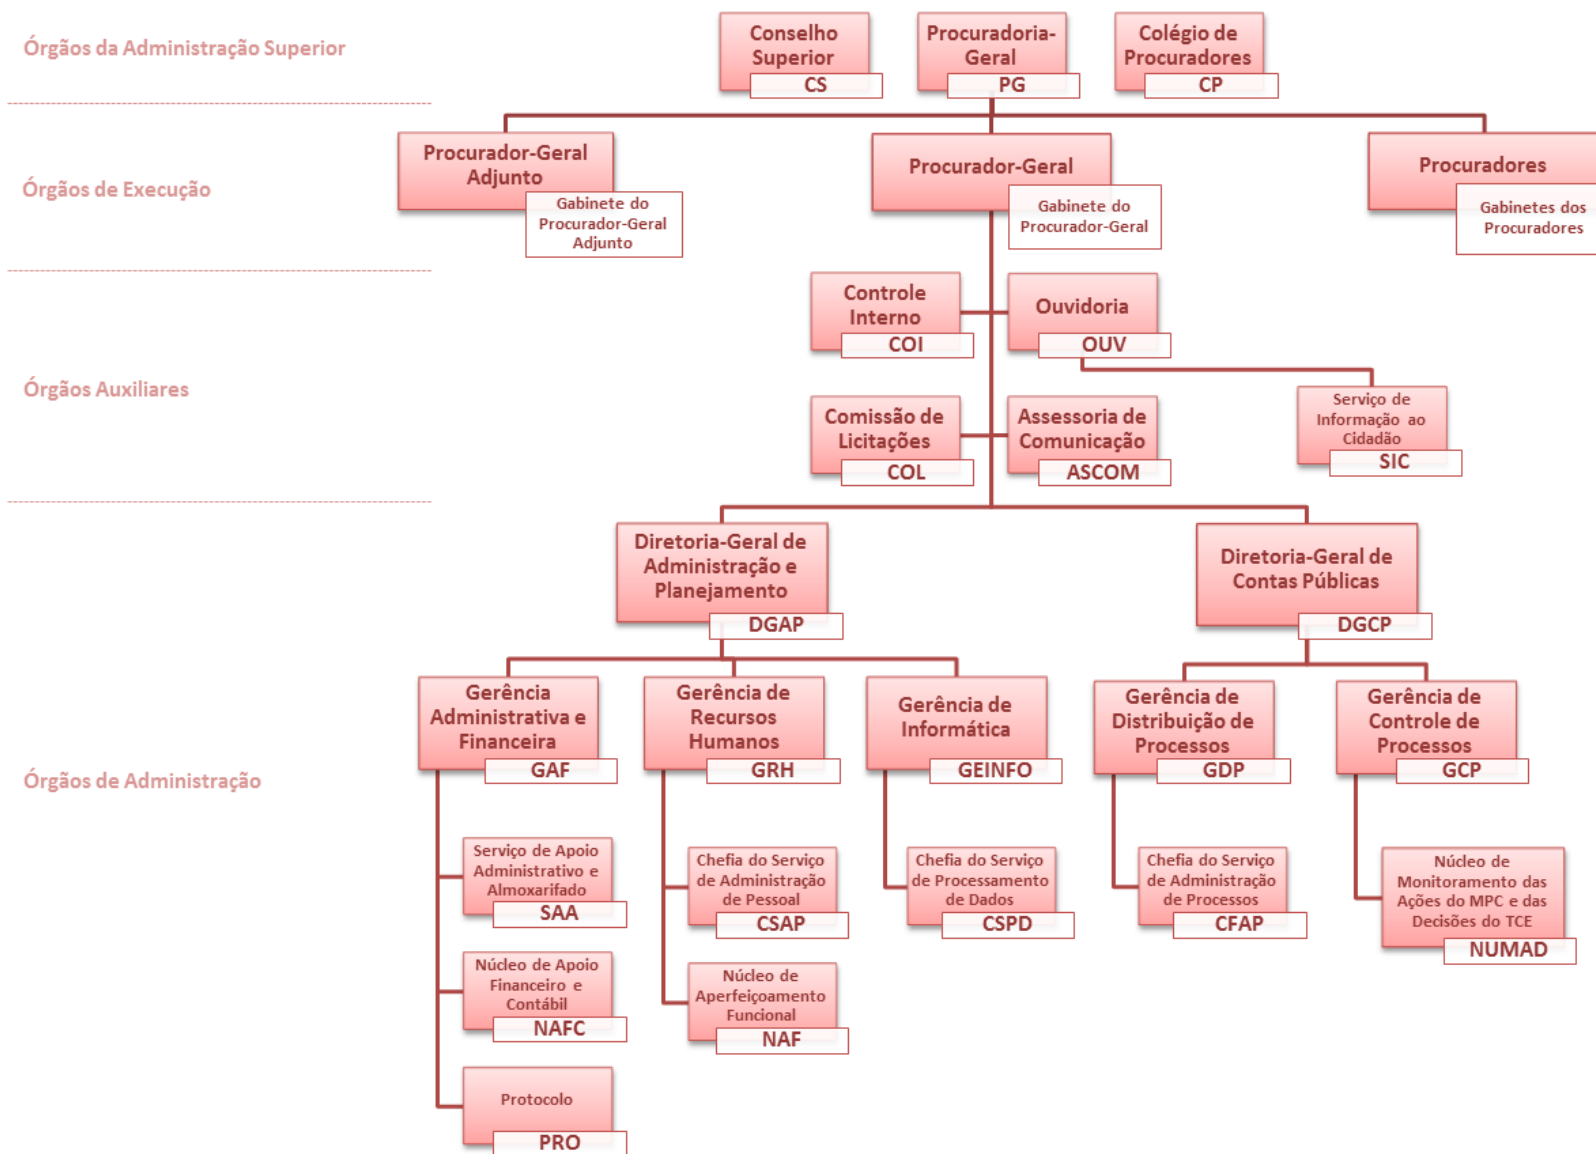 Órgãos da Administração Superior
Conselho
Superior
CS
Procuradoria-
Geral
PG
Colégio de
Procuradores
CP
Órgãos de Execução
Procurador-Geral
Adjunto
Gabinete do
Procurador-Geral
Adjunto
Procurador-Geral
Gabinete do
Procurador-Geral
Procuradores
Gabinetes dos
Procuradores
Órgãos Auxiliares
Controle
Interno
COI
Ouvidoria
OUV
Comissão de
Licitações
COL
Assessoria de
Comunicação
ASCOM
Serviço de
Informação ao
Cidadão
SIC
Diretoria-Geral de
Administração e
Planejamento
DGAP
Diretoria-Geral de
Contas Públicas
DGCP
Órgãos de Administração
Gerência
Administrativa e
Financeira
GAF
Gerência de
Recursos
Humanos
GRH
Gerência de
Informática
GEINFO
Gerência de
Distribuição de
Processos
GDP
Gerência de
Controle de
Processos
GCP
Serviço de Apoio
Administrativo e
Almoxarifado
SAA
Chefia do Serviço
de Administração
de Pessoal
CSAP
Chefia do Serviço
de Processamento
de Dados
CSPD
Chefia do Serviço
de Administração
de Processos
CFAP
Núcleo de
Monitoramento das
Ações do MPC e das
Decisões do TCE
NUMAD
Núcleo de Apoio
Financeiro e
Contábil
NAFC
Núcleo de
Aperfeiçoamento
Funcional
NAF
Protocolo
PRO